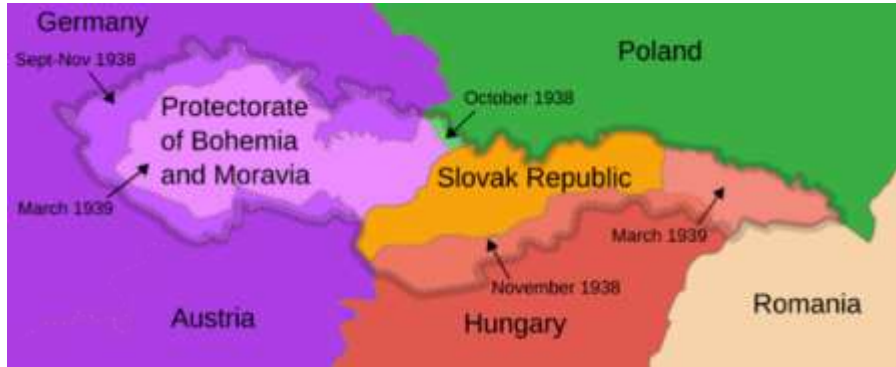 Germany
Sept-Nov 1938
Poland
October 1938
Protectorate
of Bohemia
and Moravia
Slovak Republic
March 1939
March 1939
November 1938
Austria
Hungary
Romania